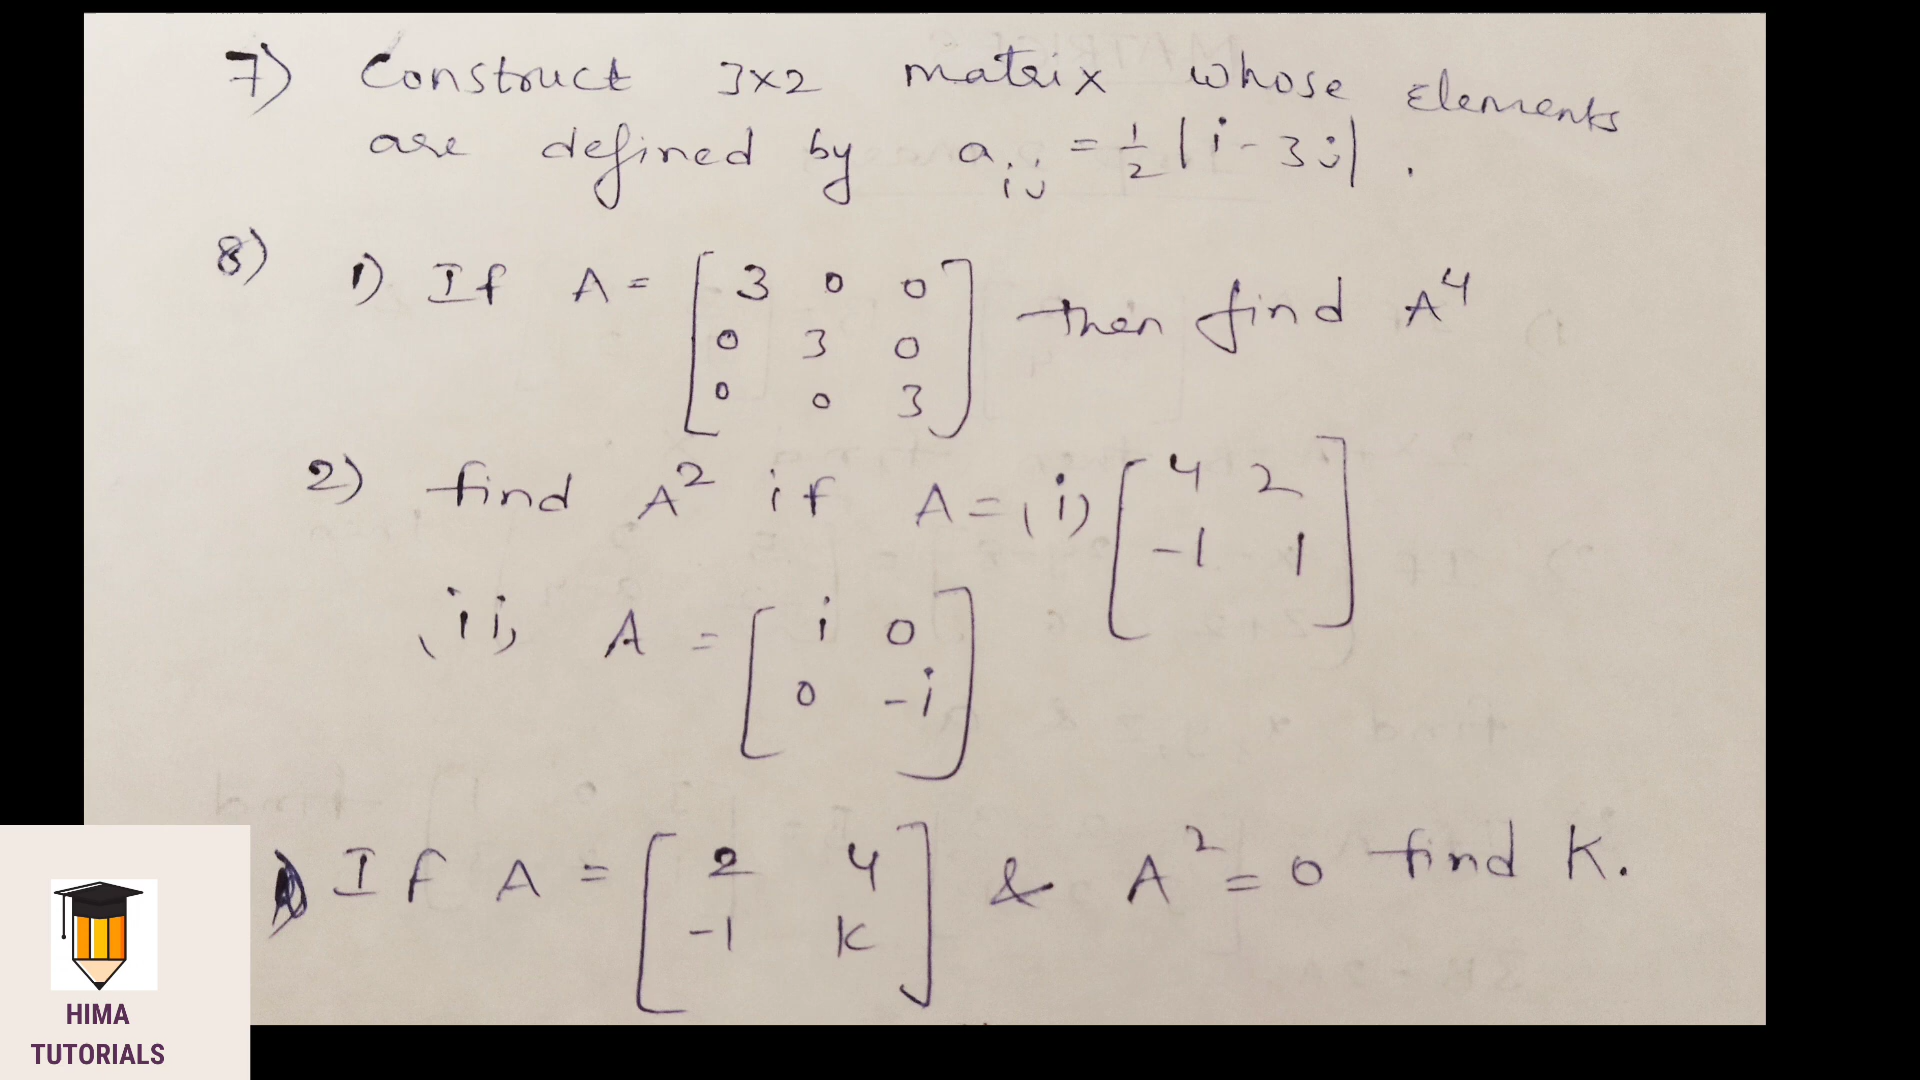 7) Construct 3x2 matrix whose Elements
are defined by a_ij = 1/2 |i - 3j|.
8) 1) If A = [3 0 0 then find A^4
0 3 0
0 0 3]
2) find A^2 if A = (i) [4 2
-1 1]
(ii) A = [i 0
0 -i]
If A = [2 4 & A^2 = 0 find K.
-1 K]
HIMA
TUTORIALS